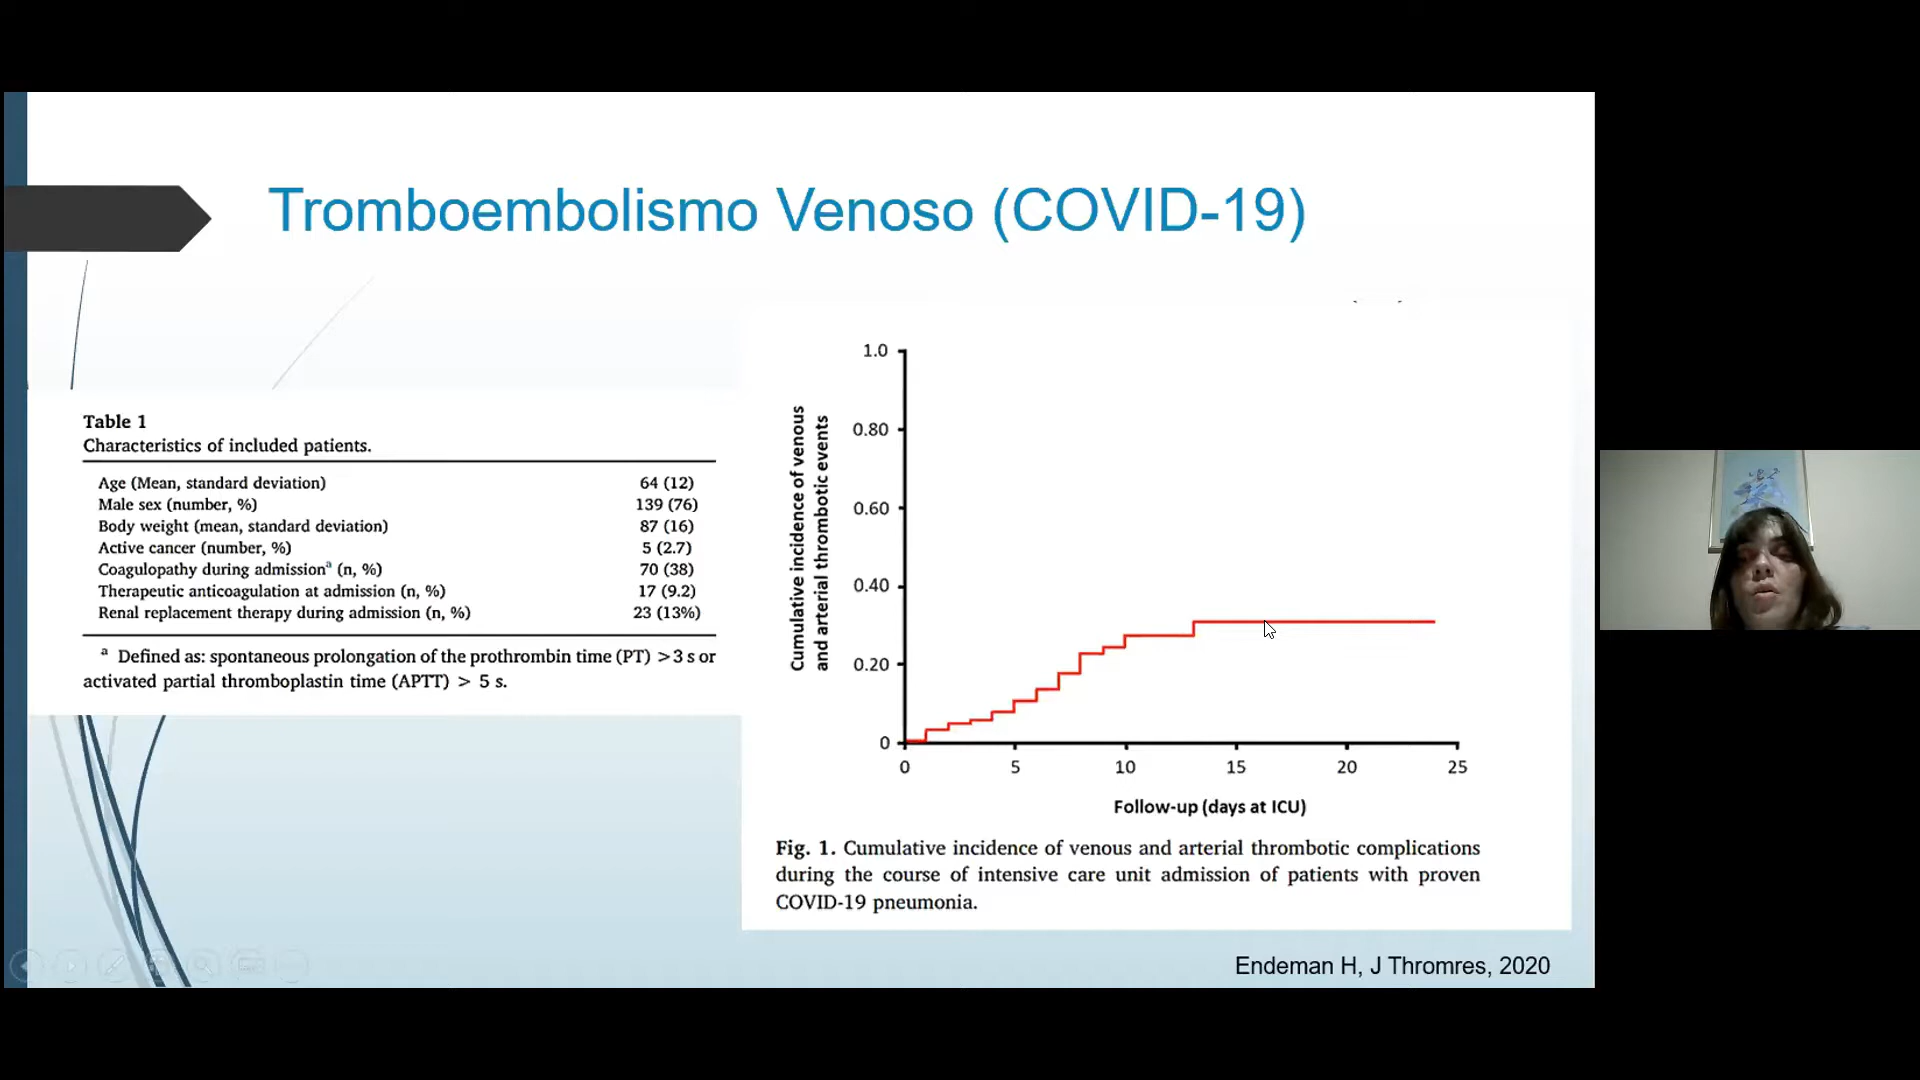 Tromboembolismo Venoso (COVID-19)
Table 1
Characteristics of included patients.
Age (Mean, standard deviation) 64 (12)
Male sex (number, %) 139 (76)
Body weight (mean, standard deviation) 87 (16)
Active cancer (number, %) 5 (2.7)
Coagulopathy during admissionᵃ (n, %) 70 (38)
Therapeutic anticoagulation at admission (n, %) 17 (9.2)
Renal replacement therapy during admission (n, %) 23 (13%)
ᵃ Defined as: spontaneous prolongation of the prothrombin time (PT) >3 s or
activated partial thromboplastin time (APTT) > 5 s.
Cumulative incidence of venous
and arterial thrombotic events
1.0
0.80
0.60
0.40
0.20
0
0 5 10 15 20 25
Follow-up (days at ICU)
Fig. 1. Cumulative incidence of venous and arterial thrombotic complications
during the course of intensive care unit admission of patients with proven
COVID-19 pneumonia.
Endeman H, J Thromres, 2020